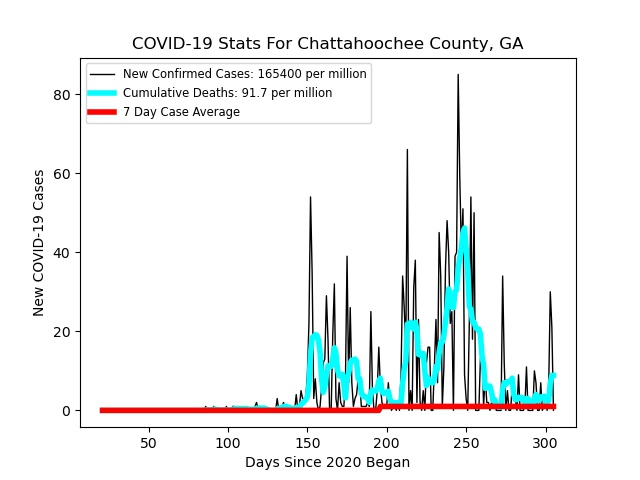 COVID-19 Stats For Chattahoochee County, GA
New Confirmed Cases: 165400 per million
Cumulative Deaths: 91.7 per million
7 Day Case Average
80
60
40
20
0
New COVID-19 Cases
50 100 150 200 250 300
Days Since 2020 Began